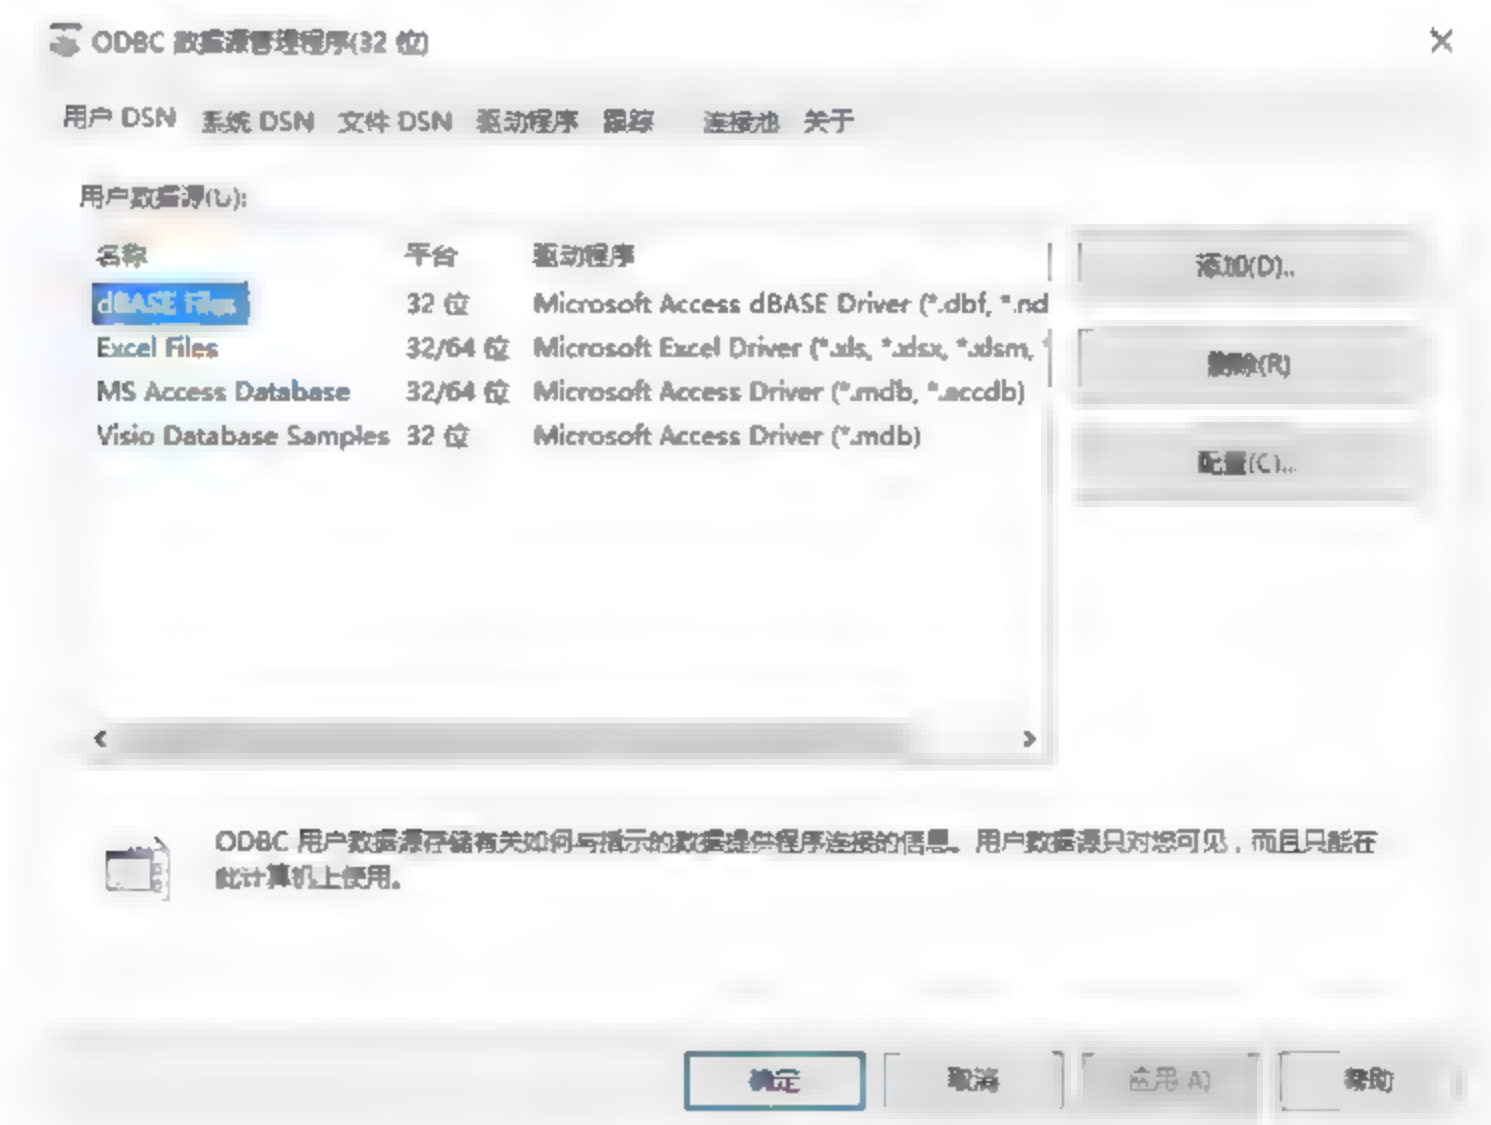 ODBC 数据源管理程序(32 位)
用户 DSN 系统 DSN 文件 DSN 驱动程序 跟踪 连接池 关于
用户数据源(U):
名称 平台 驱动程序
dBASE Files 32 位 Microsoft Access dBASE Driver (*.dbf, *.nd
Excel Files 32/64 位 Microsoft Excel Driver (*.xls, *.xlsx, *.xlsm, *
MS Access Database 32/64 位 Microsoft Access Driver (*.mdb, *.accdb)
Visio Database Samples 32 位 Microsoft Access Driver (*.mdb)
添加(D)..
删除(R)
配置(C)...
ODBC 用户数据源存储有关如何与指示的数据提供程序连接的信息。用户数据源只对您可见，而且只能在
此计算机上使用。
确定 取消 应用(A) 帮助